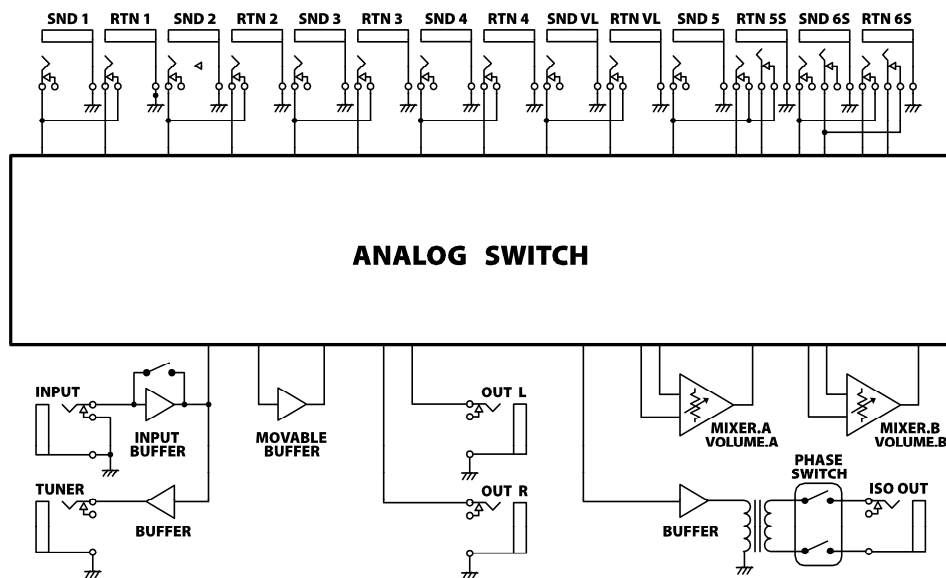 SND 1 RTN 1 SND 2 RTN 2 SND 3 RTN 3 SND 4 RTN 4 SND VL RTN VL SND 5 RTN 5S SND 6S RTN 6S
ANALOG SWITCH
INPUT
INPUT
BUFFER
MOVABLE
BUFFER
OUT L
MIXER.A
VOLUME.A
MIXER.B
VOLUME.B
TUNER
BUFFER
OUT R
BUFFER
PHASE
SWITCH
ISO OUT